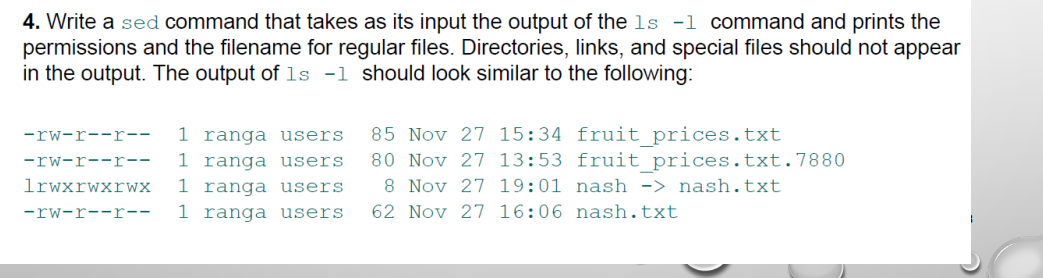 4. Write a sed command that takes as its input the output of the ls -l command and prints the
permissions and the filename for regular files. Directories, links, and special files should not appear
in the output. The output of ls -l should look similar to the following:
-rw-r--r-- 1 ranga users 85 Nov 27 15:34 fruit_prices.txt
-rw-r--r-- 1 ranga users 80 Nov 27 13:53 fruit_prices.txt.7880
lrwxrwxrwx 1 ranga users 8 Nov 27 19:01 nash -> nash.txt
-rw-r--r-- 1 ranga users 62 Nov 27 16:06 nash.txt